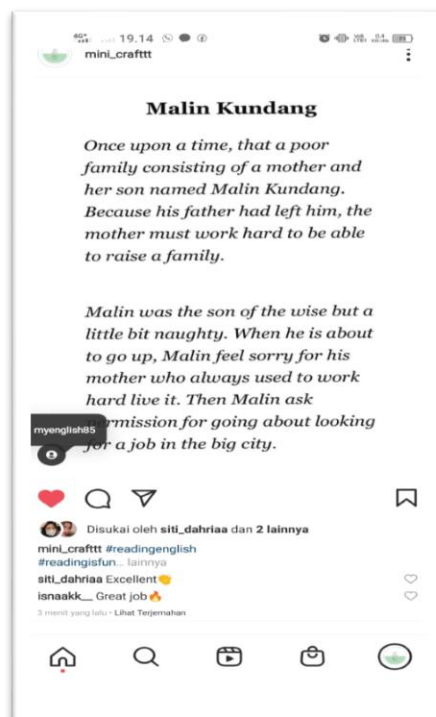 19.14
mini_crafttt
Malin Kundang
Once upon a time, that a poor
family consisting of a mother and
her son named Malin Kundang.
Because his father had left him, the
mother must work hard to be able
to raise a family.
Malin was the son of the wise but a
little bit naughty. When he is about
to go up, Malin feel sorry for his
mother who always used to work
hard live it. Then Malin ask
permission for going about looking
myenglish85
for a job in the big city.
Disukai oleh siti_dahriaa dan 2 lainnya
mini_crafttt #readingenglish
#readingisfun... lainnya
siti_dahriaa Excellent👏
isnaakk__ Great job🔥
3 menit yang lalu • Lihat Terjemahan